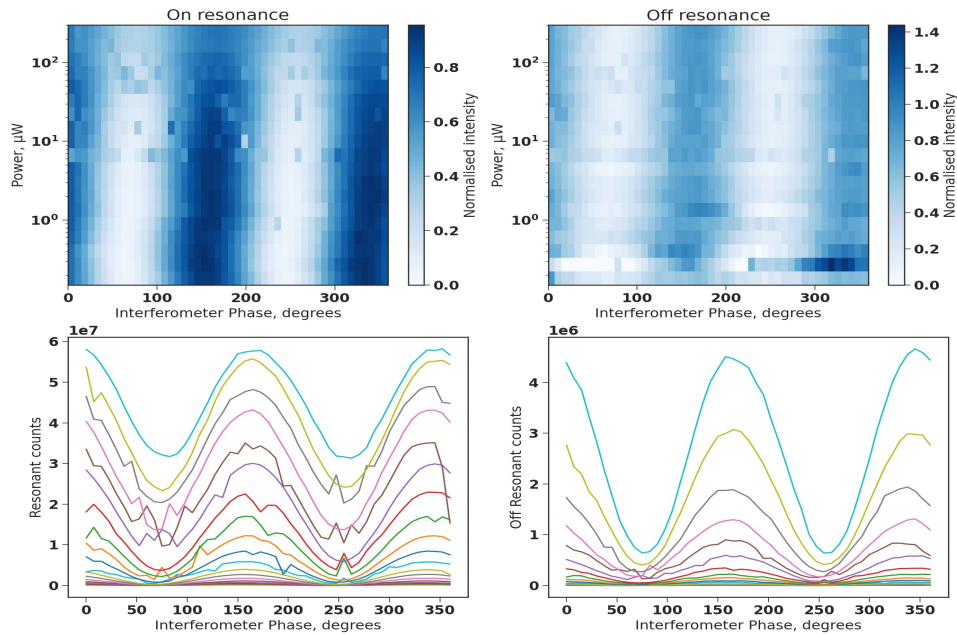 On resonance
Off resonance
10²
10¹
10⁰
Power, µW
0 100 200 300
Interferometer Phase, degrees
0.8
0.6
0.4
0.2
0.0
Normalised intensity
10²
10¹
10⁰
Power, µW
0 100 200 300
Interferometer Phase, degrees
1.4
1.2
1.0
0.8
0.6
0.4
0.2
0.0
Normalised intensity
1e7
6
5
4
3
2
1
0
Resonant counts
0 50 100 150 200 250 300 350
Interferometer Phase, degrees
1e6
4
3
2
1
0
Off Resonant counts
0 50 100 150 200 250 300 350
Interferometer Phase, degrees